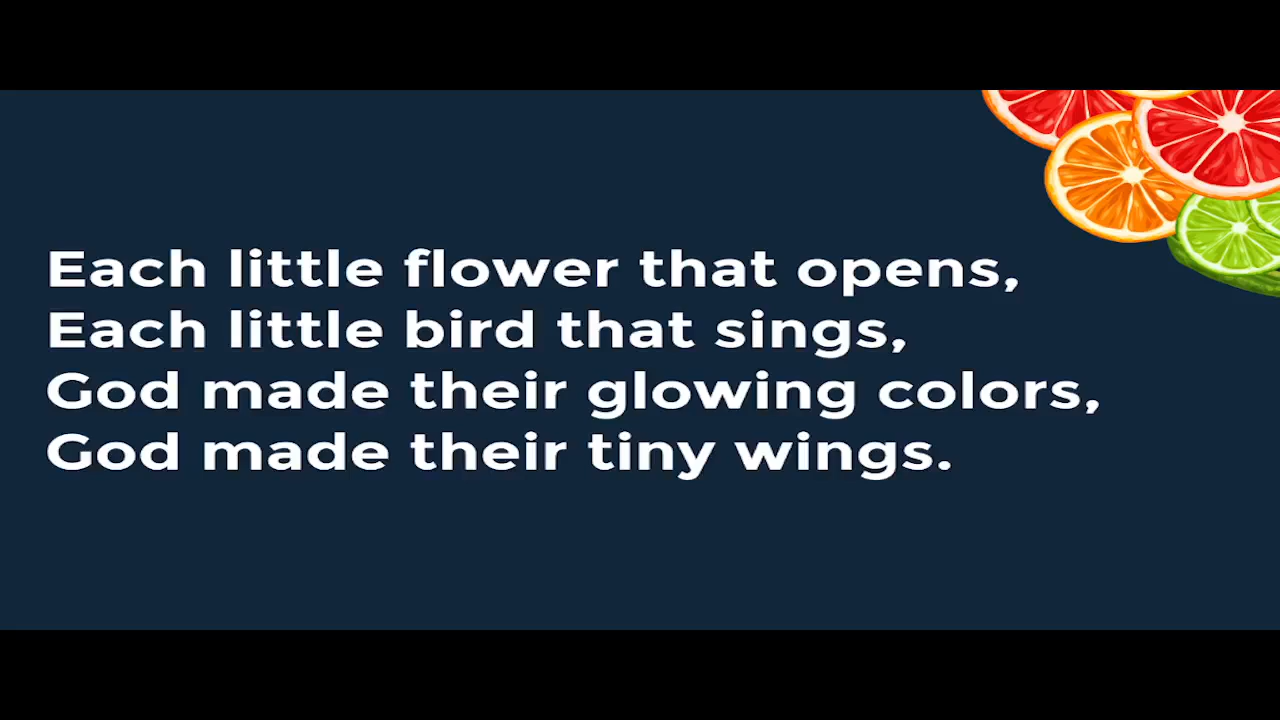 Each little flower that opens,
Each little bird that sings,
God made their glowing colors,
God made their tiny wings.